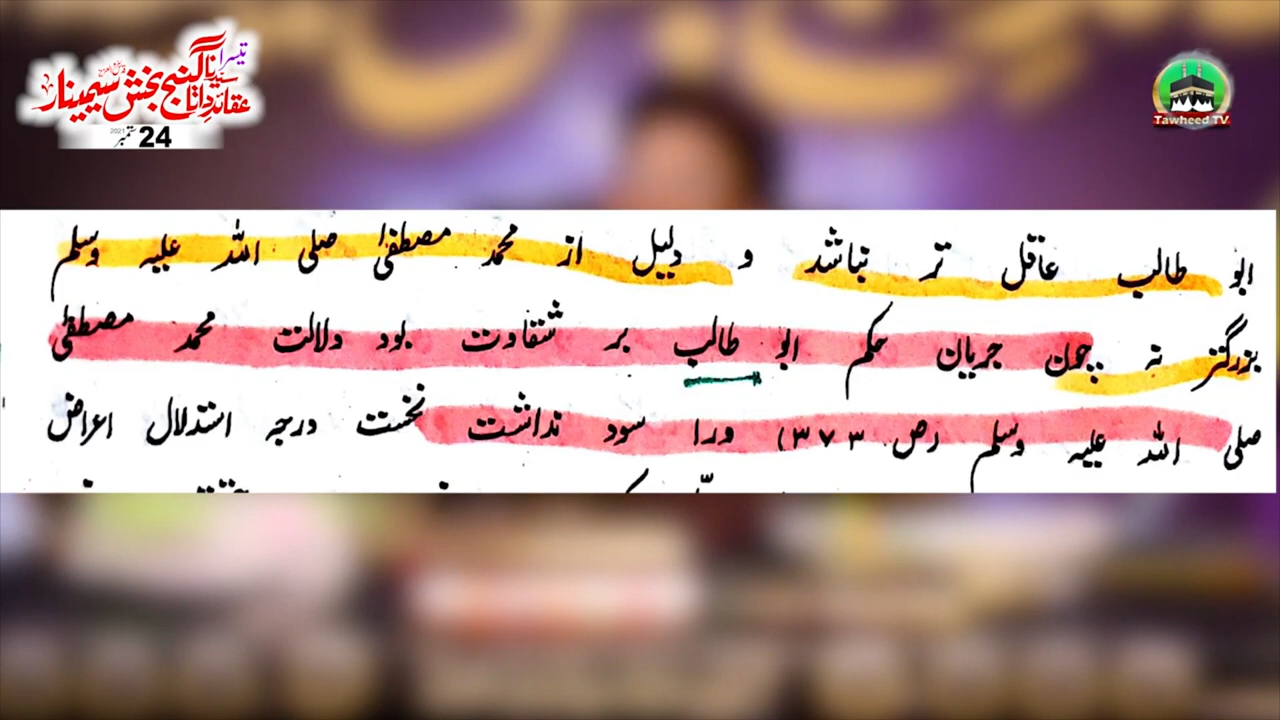 تیسرا
سیدنا
عقائد داتا گنج بخش سیمینار
24 ستمبر 2021
Tawheed TV
ابو طالب عاقل تر نباشد و دلیل از محمد مصطفیٰ صلی اللہ علیہ وسلم
بزرگتر نہ چون جریان حکم ابو طالب بر شقاوت بود دلالت محمد مصطفیٰ
صلی اللہ علیہ وسلم (ص ۳۷۳) ورا سود نداشت نخست درجہ استدلال اعراض